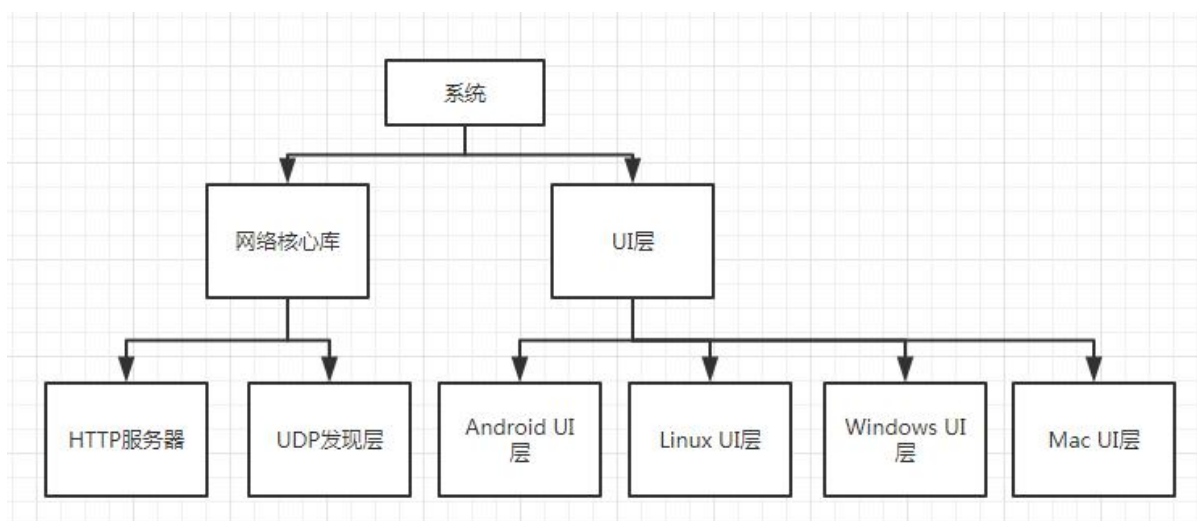 系统
网络核心库
UI层
HTTP服务器
UDP发现层
Android UI
层
Linux UI层
Windows UI
层
Mac UI层